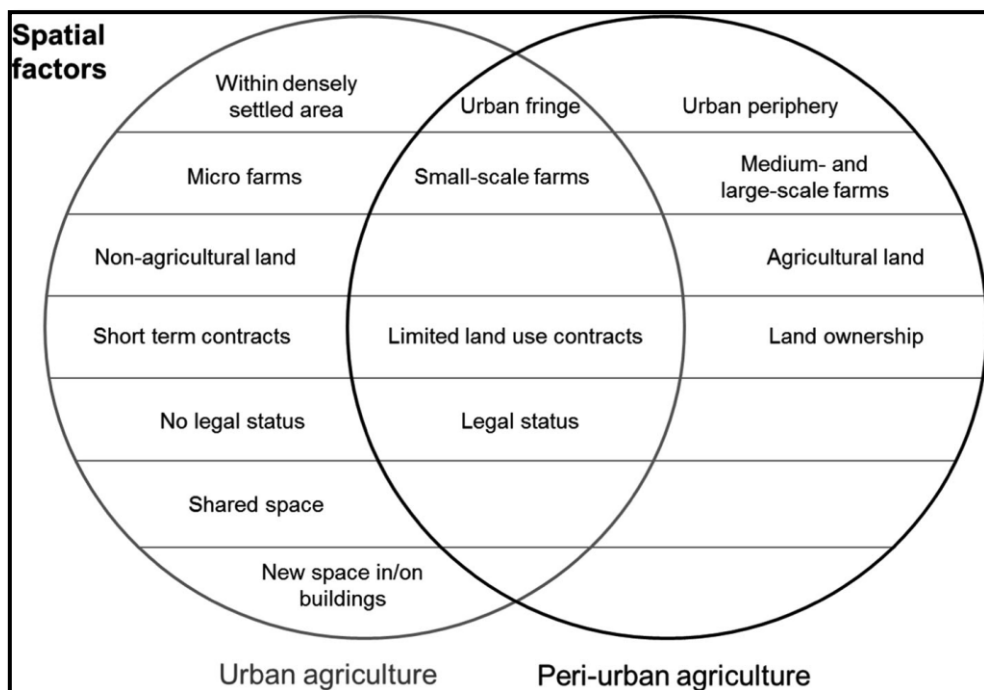 Spatial
factors
Within densely
settled area
Urban fringe
Urban periphery
Micro farms
Small-scale farms
Medium- and
large-scale farms
Non-agricultural land
Agricultural land
Short term contracts
Limited land use contracts
Land ownership
No legal status
Legal status
Shared space
New space in/on
buildings
Urban agriculture
Peri-urban agriculture